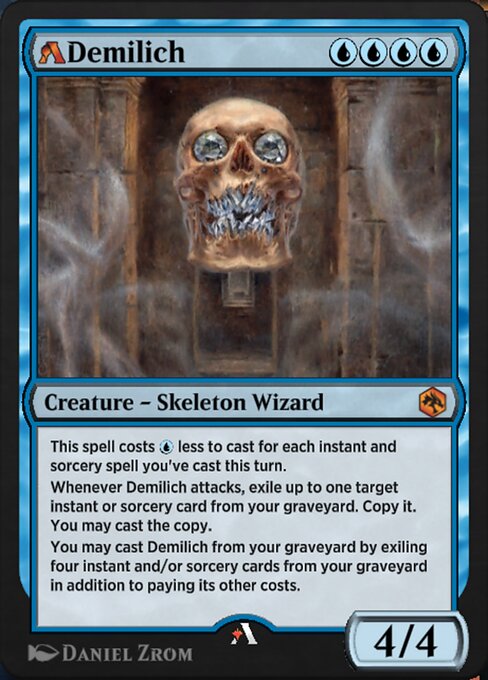 Demilich
Creature – Skeleton Wizard
This spell costs less to cast for each instant and
sorcery spell you've cast this turn.
Whenever Demilich attacks, exile up to one target
instant or sorcery card from your graveyard. Copy it.
You may cast the copy.
You may cast Demilich from your graveyard by exiling
four instant and/or sorcery cards from your graveyard
in addition to paying its other costs.
4/4
Daniel Zrom